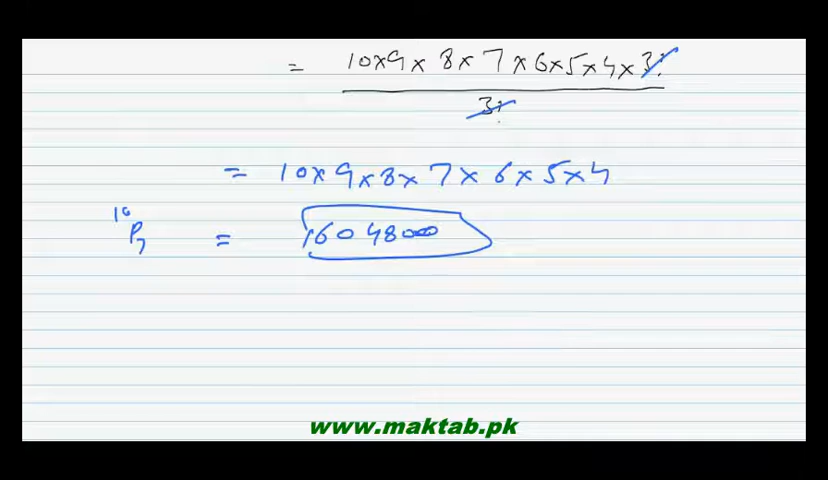 = 10×9× 8× 7 × 6×5×4× 3!
3!
= 10× 9×8× 7× 6×5×4
¹⁰P₇ =
www.maktab.pk